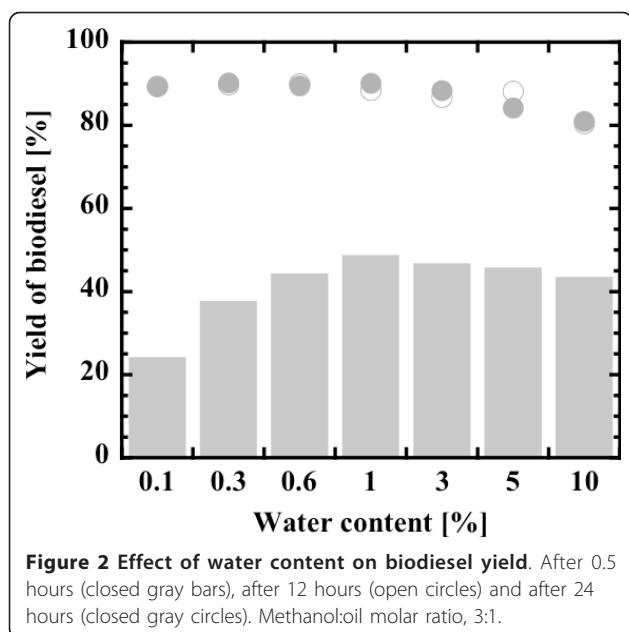 100
80
60
40
20
0
Yield of biodiesel [%]
0.1 0.3 0.6 1 3 5 10
Water content [%]
Figure 2 Effect of water content on biodiesel yield. After 0.5
hours (closed gray bars), after 12 hours (open circles) and after 24
hours (closed gray circles). Methanol:oil molar ratio, 3:1.